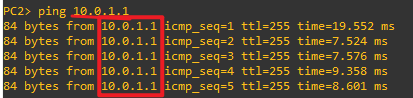 PC2> ping 10.0.1.1
84 bytes from 10.0.1.1 icmp_seq=1 ttl=255 time=19.552 ms
84 bytes from 10.0.1.1 icmp_seq=2 ttl=255 time=7.524 ms
84 bytes from 10.0.1.1 icmp_seq=3 ttl=255 time=7.576 ms
84 bytes from 10.0.1.1 icmp_seq=4 ttl=255 time=9.358 ms
84 bytes from 10.0.1.1 icmp_seq=5 ttl=255 time=8.601 ms